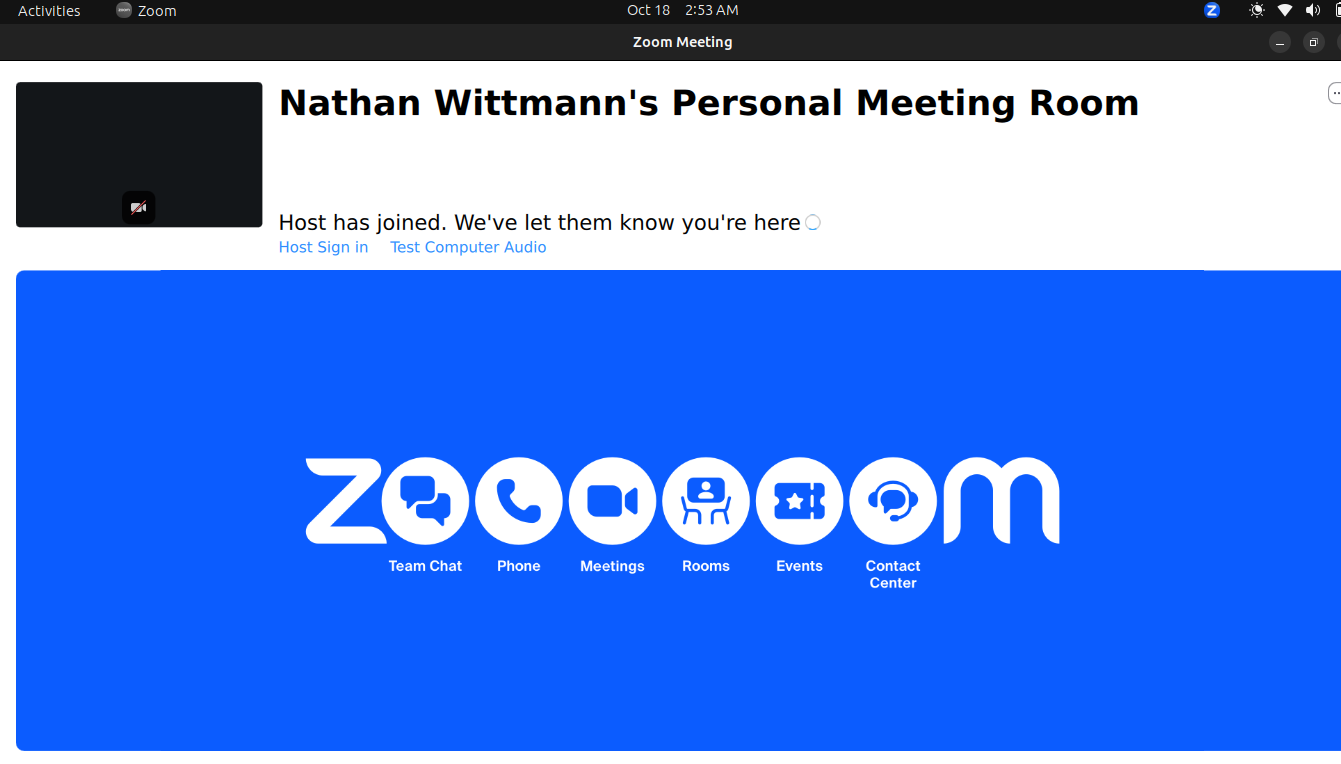 Activities zoom Zoom Oct 18 2:53 AM Z
Zoom Meeting
Nathan Wittmann's Personal Meeting Room
Host has joined. We've let them know you're here
Host Sign in Test Computer Audio
zoom
Team Chat Phone Meetings Rooms Events Contact
Center